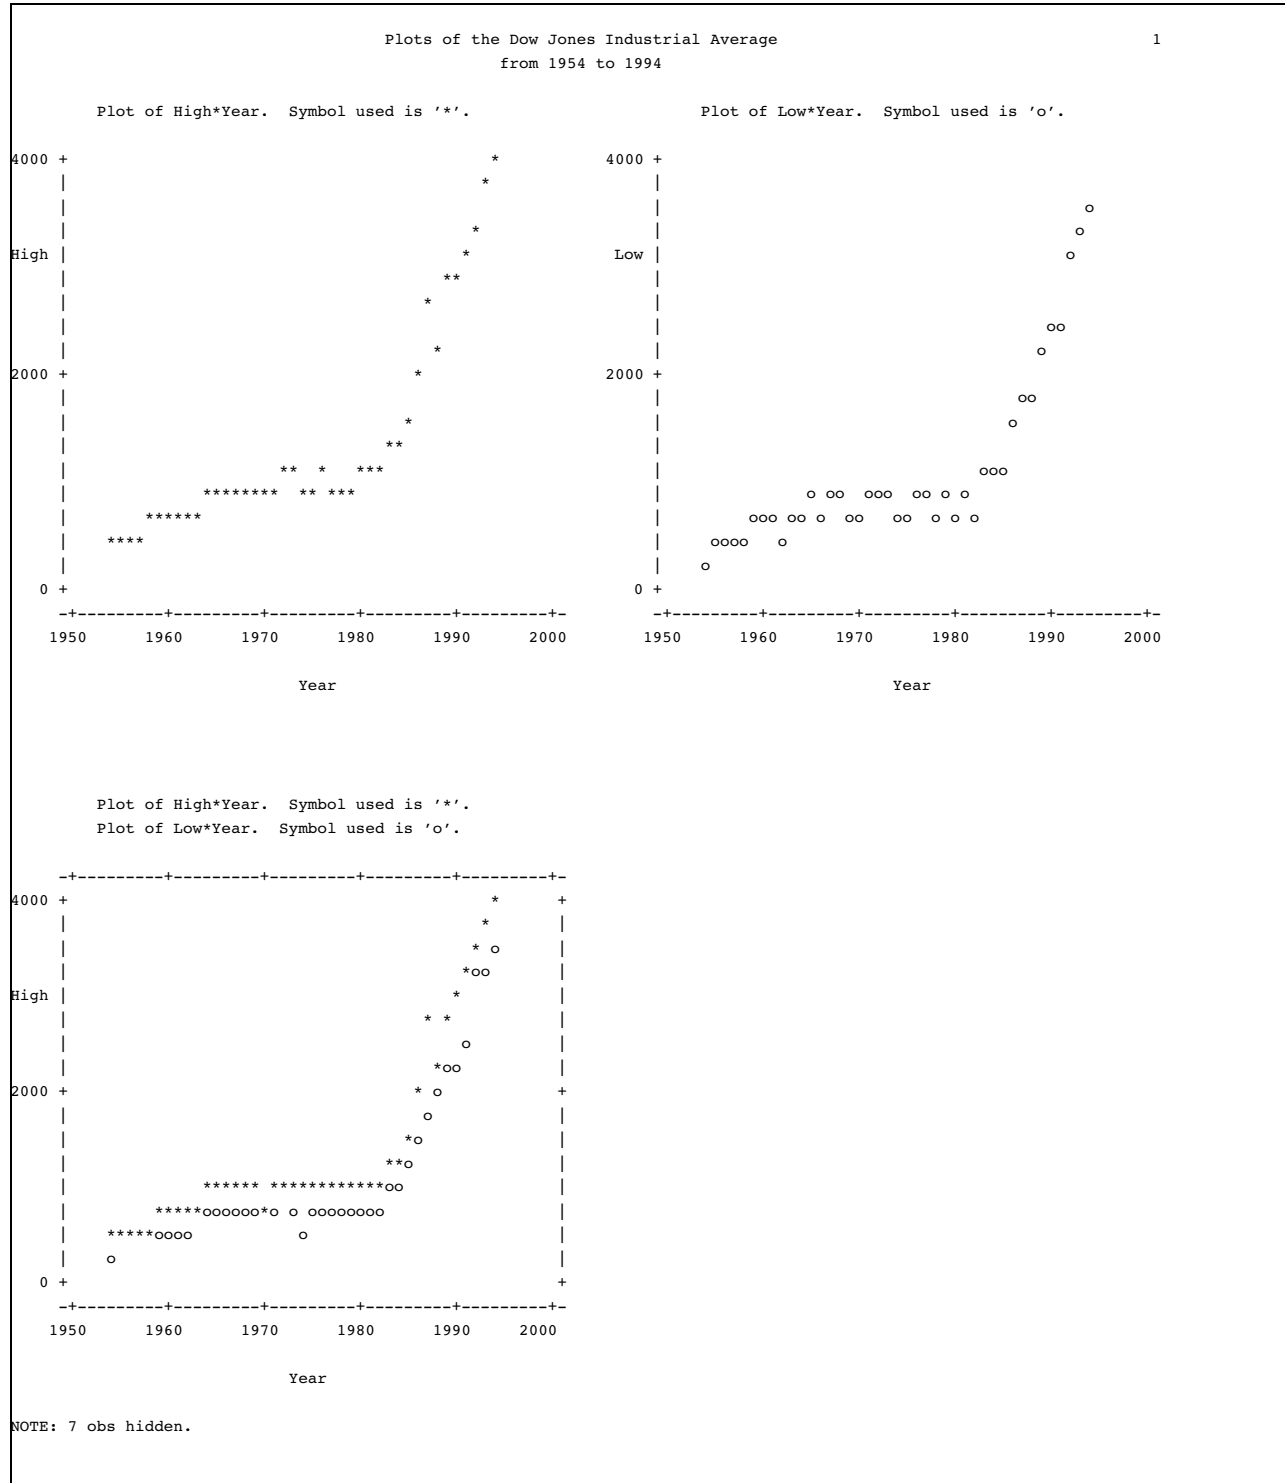 Plots of the Dow Jones Industrial Average 1
from 1954 to 1994
Plot of High*Year. Symbol used is '*'.
4000
High
2000
0
1950 1960 1970 1980 1990 2000
Year
Plot of Low*Year. Symbol used is 'o'.
4000
Low
2000
0
1950 1960 1970 1980 1990 2000
Year
Plot of High*Year. Symbol used is '*'.
Plot of Low*Year. Symbol used is 'o'.
4000
High
2000
0
1950 1960 1970 1980 1990 2000
Year
NOTE: 7 obs hidden.